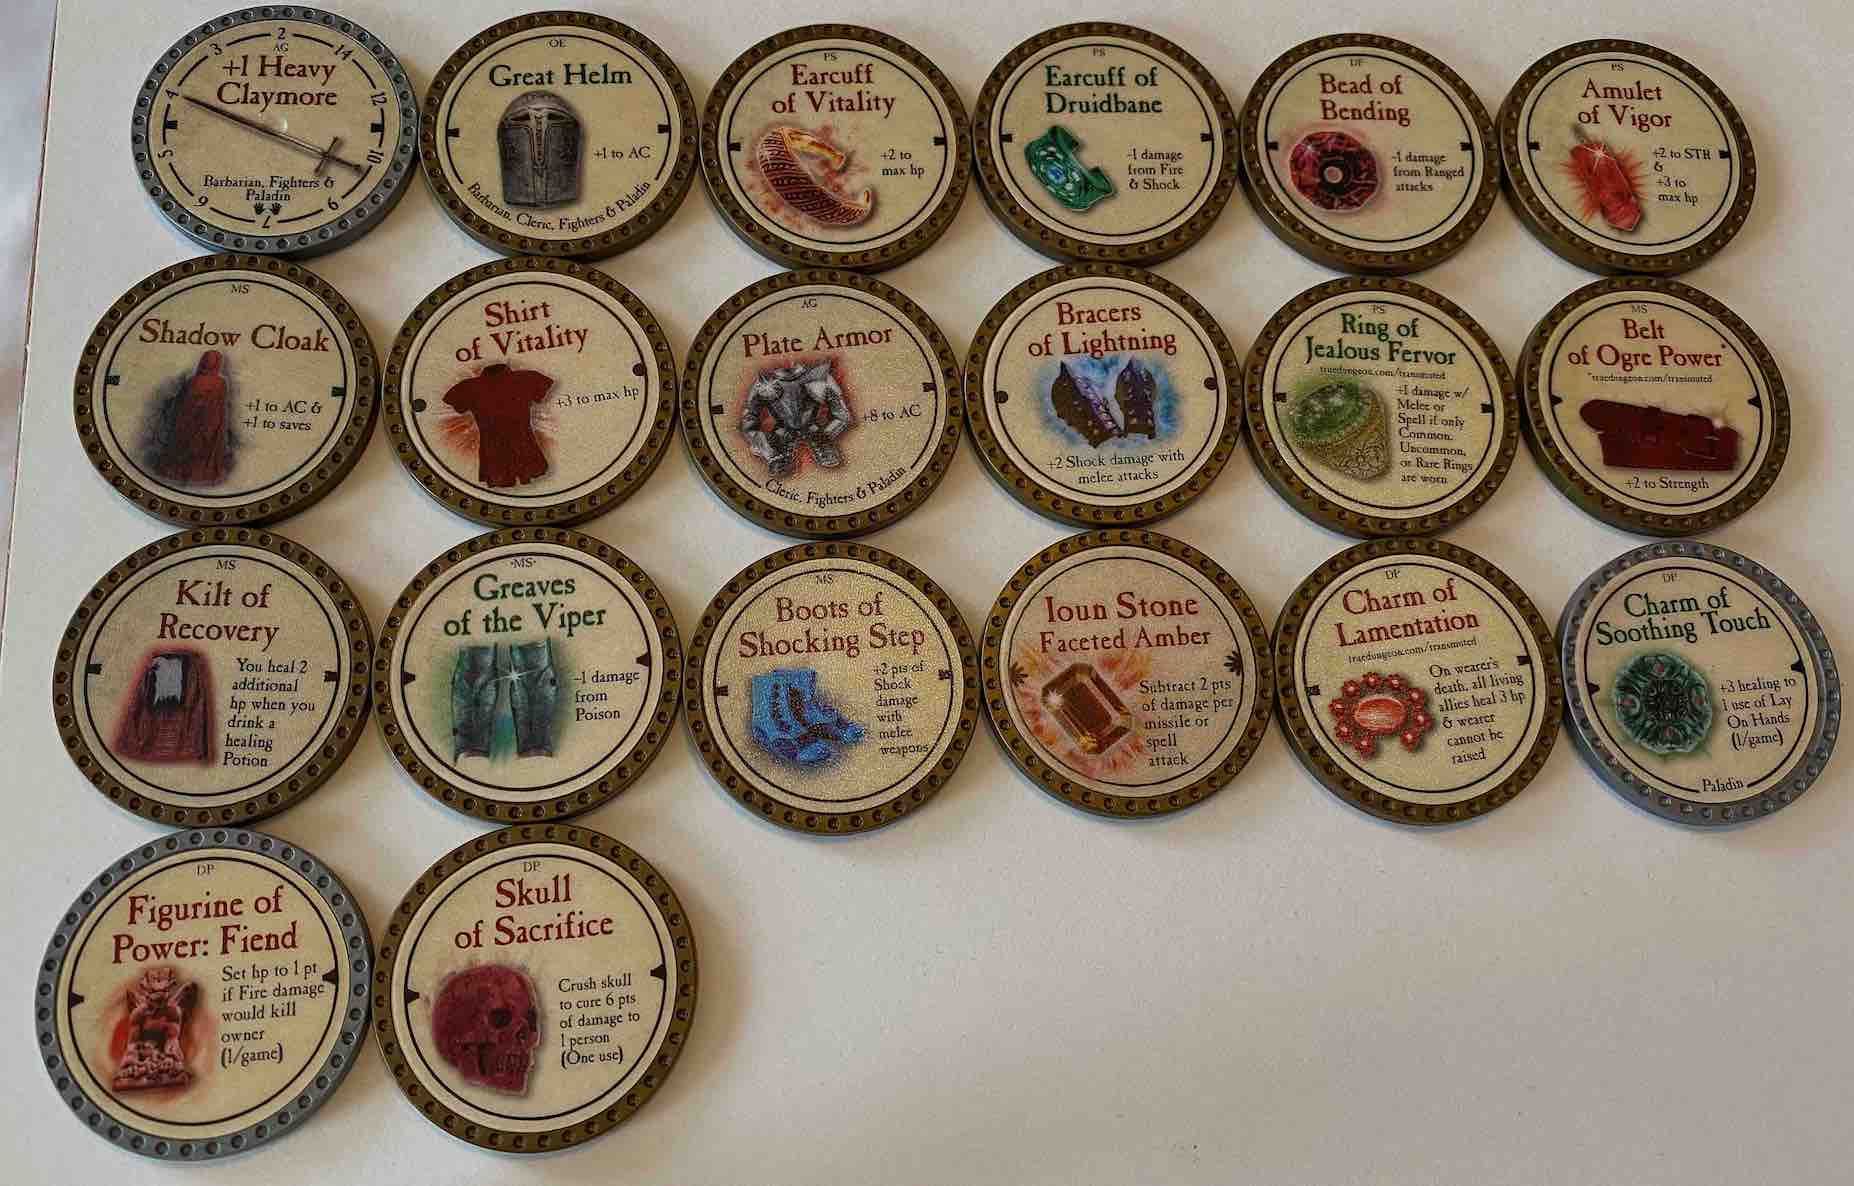 2
3
14
AG
+1 Heavy
Claymore
4
12
5
10
Barbarian, Fighters &
Paladin
9
6
7
OE
Great Helm
+1 to AC
Barbarian, Cleric, Fighters & Paladin
PS
Earcuff
of Vitality
+2 to
max hp
PS
Earcuff of
Druidbane
-1 damage
from Fire
& Shock
DP
Bead of
Bending
-1 damage
from Ranged
attacks
PS
Amulet
of Vigor
+2 to STR
&
+3 to
max hp
MS
Shadow Cloak
+1 to AC &
+1 to saves
Shirt
of Vitality
+3 to max hp
AG
Plate Armor
+8 to AC
Cleric, Fighters & Paladin
Bracers
of Lightning
+2 Shock damage with
melee attacks
PS
Ring of
Jealous Fervor
truedungeon.com/transmuted
+1 damage w/
Melee or
Spell if only
Common,
Uncommon,
or Rare Rings
are worn
MS
Belt
of Ogre Power*
*truedungeon.com/transmuted
+2 to Strength
MS
Kilt of
Recovery
You heal 2
additional
hp when you
drink a
healing
Potion
·MS·
Greaves
of the Viper
-1 damage
from
Poison
MS
Boots of
Shocking Step
+2 pts of
Shock
damage
with
melee
weapons
Ioun Stone
Faceted Amber
Subtract 2 pts
of damage per
missile or
spell
attack
DP
Charm of
Lamentation
truedungeon.com/transmuted
On wearer's
death, all living
allies heal 3 hp
& wearer
cannot be
raised
DP
Charm of
Soothing Touch
+3 healing to
1 use of Lay
On Hands
(1/game)
Paladin
DP
Figurine of
Power: Fiend
Set hp to 1 pt
if Fire damage
would kill
owner
(1/game)
DP
Skull
of Sacrifice
Crush skull
to cure 6 pts
of damage to
1 person
(One use)